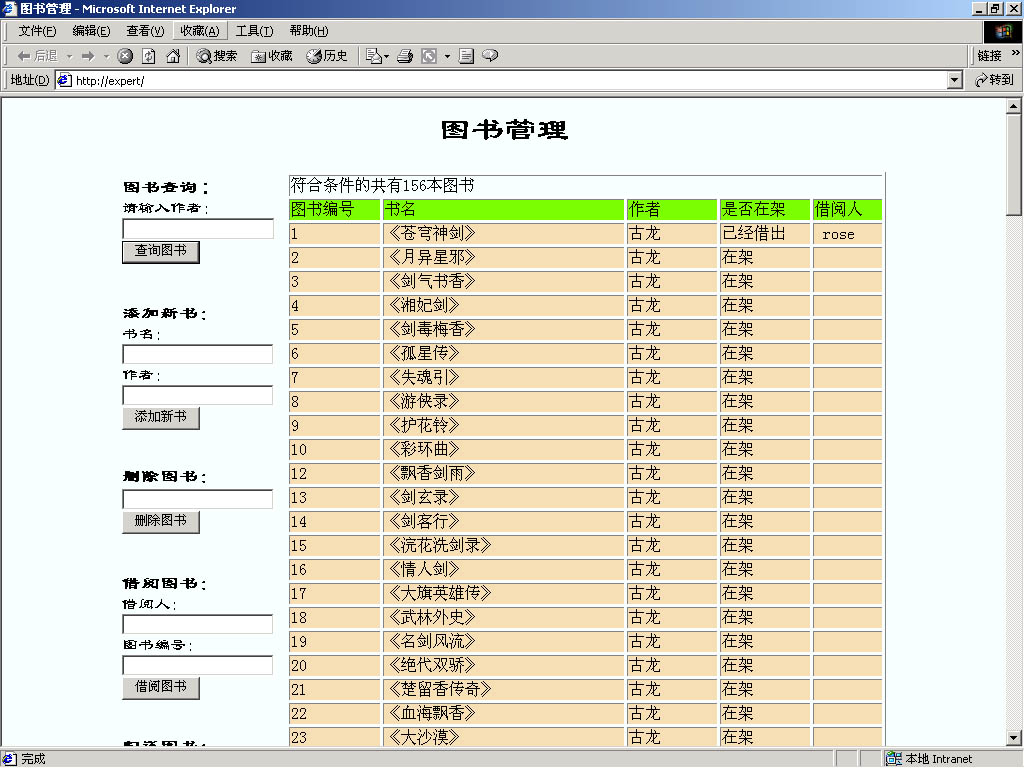 图书管理 - Microsoft Internet Explorer
文件(F) 编辑(E) 查看(V) 收藏(A) 工具(T) 帮助(H)
后退 搜索 收藏 历史 链接 »
地址(D) http://expert/ 转到
图书管理
图书查询：
请输入作者：
查询图书
添加新书：
书名：
作者：
添加新书
删除图书：
删除图书
借阅图书：
借阅人：
图书编号：
借阅图书
归还图书：
符合条件的共有156本图书
图书编号 书名 作者 是否在架 借阅人
1 《苍穹神剑》 古龙 已经借出 rose
2 《月异星邪》 古龙 在架
3 《剑气书香》 古龙 在架
4 《湘妃剑》 古龙 在架
5 《剑毒梅香》 古龙 在架
6 《孤星传》 古龙 在架
7 《失魂引》 古龙 在架
8 《游侠录》 古龙 在架
9 《护花铃》 古龙 在架
10 《彩环曲》 古龙 在架
12 《飘香剑雨》 古龙 在架
13 《剑玄录》 古龙 在架
14 《剑客行》 古龙 在架
15 《浣花洗剑录》 古龙 在架
16 《情人剑》 古龙 在架
17 《大旗英雄传》 古龙 在架
18 《武林外史》 古龙 在架
19 《名剑风流》 古龙 在架
20 《绝代双骄》 古龙 在架
21 《楚留香传奇》 古龙 在架
22 《血海飘香》 古龙 在架
23 《大沙漠》 古龙 在架
完成 本地 Intranet